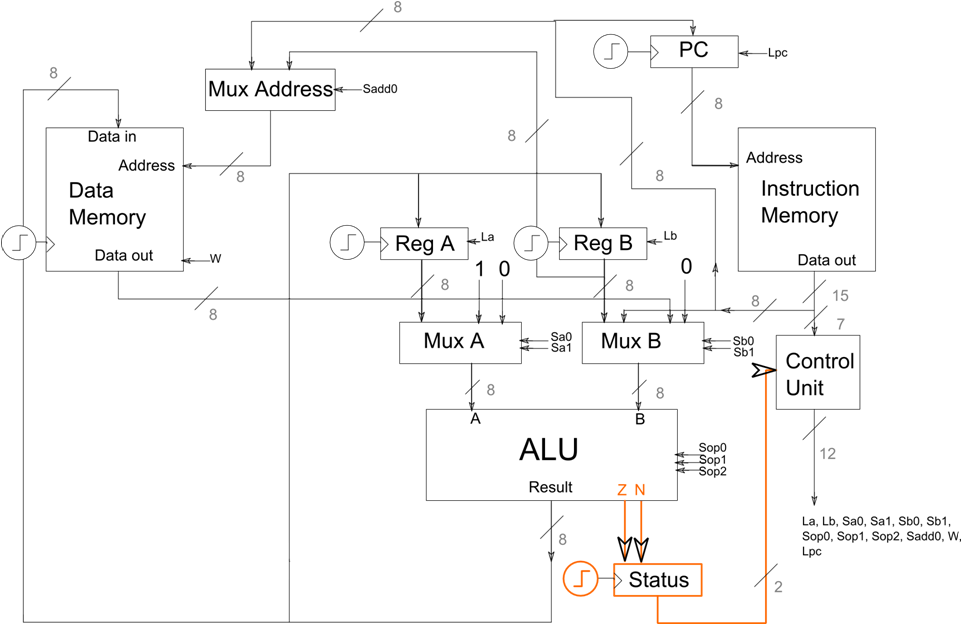 8
PC
Lpc
8
Mux Address
Sadd0
8
8
8
Data in
Address
8
Data
Memory
Data out
W
8
Address
Instruction
Memory
Data out
15
7
8
Reg A
La
Reg B
Lb
8
1 0
8
0
Mux A
Sa0
Sa1
Mux B
Sb0
Sb1
Control
Unit
8
8
12
A
B
ALU
Sop0
Sop1
Sop2
Result
Z N
8
Status
2
La, Lb, Sa0, Sa1, Sb0, Sb1,
Sop0, Sop1, Sop2, Sadd0, W,
Lpc